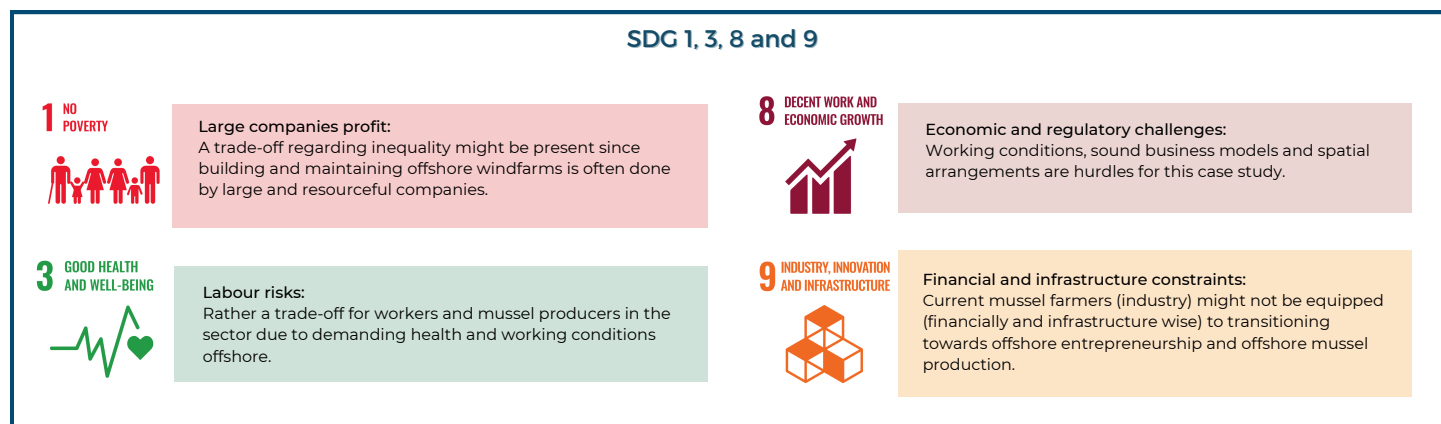 SDG 1, 3, 8 and 9
1 NO
POVERTY
Large companies profit:
A trade-off regarding inequality might be present since
building and maintaining offshore windfarms is often done
by large and resourceful companies.
3 GOOD HEALTH
AND WELL-BEING
Labour risks:
Rather a trade-off for workers and mussel producers in the
sector due to demanding health and working conditions
offshore.
8 DECENT WORK AND
ECONOMIC GROWTH
Economic and regulatory challenges:
Working conditions, sound business models and spatial
arrangements are hurdles for this case study.
9 INDUSTRY, INNOVATION
AND INFRASTRUCTURE
Financial and infrastructure constraints:
Current mussel farmers (industry) might not be equipped
(financially and infrastructure wise) to transitioning
towards offshore entrepreneurship and offshore mussel
production.